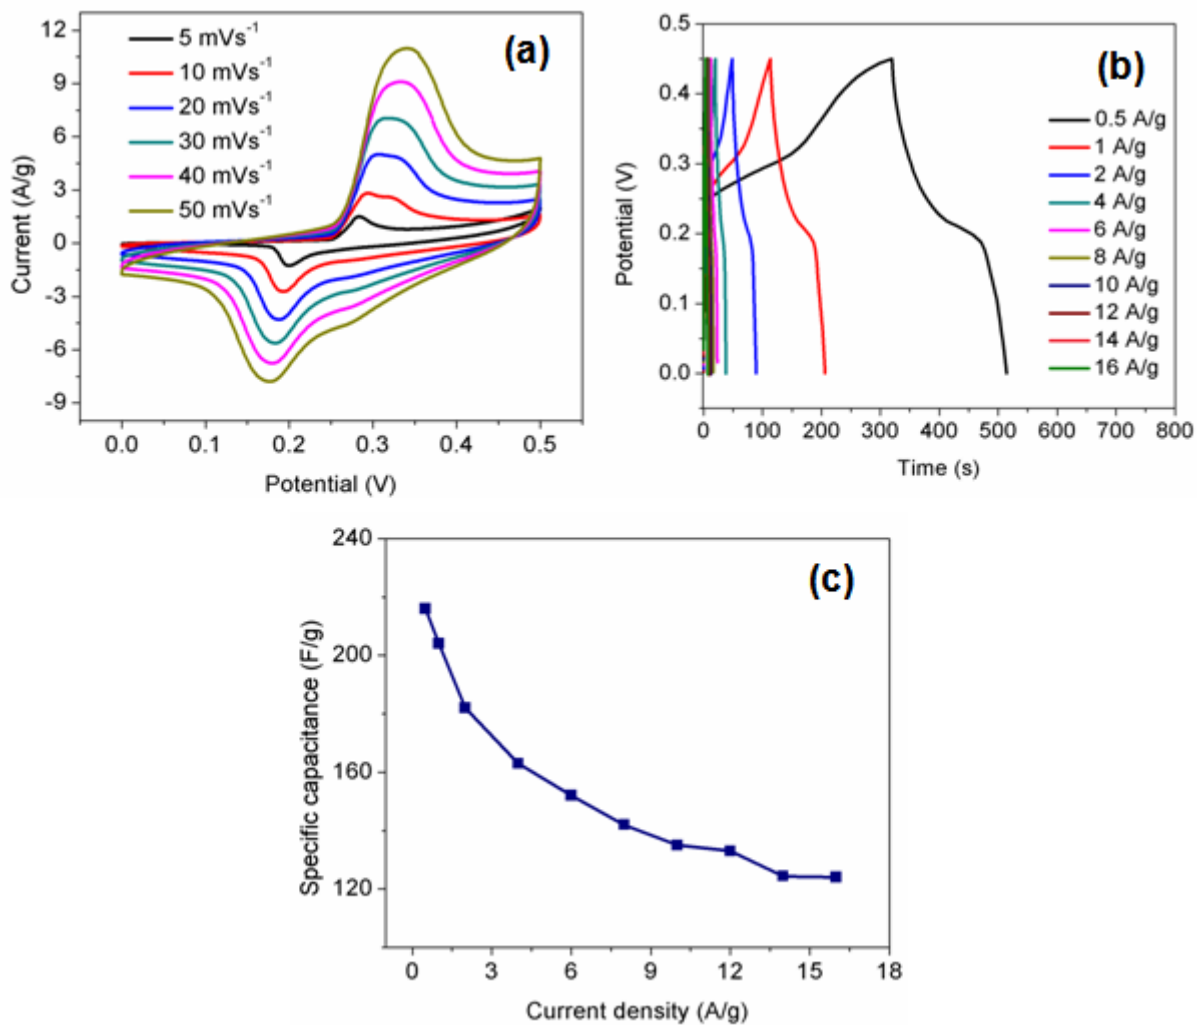 (a)
5 mVs⁻¹
10 mVs⁻¹
20 mVs⁻¹
30 mVs⁻¹
40 mVs⁻¹
50 mVs⁻¹
12
9
6
3
0
-3
-6
-9
Current (A/g)
0.0 0.1 0.2 0.3 0.4 0.5
Potential (V)
(b)
0.5
0.4
0.3
0.2
0.1
0.0
Potential (V)
0.5 A/g
1 A/g
2 A/g
4 A/g
6 A/g
8 A/g
10 A/g
12 A/g
14 A/g
16 A/g
0 100 200 300 400 500 600 700 800
Time (s)
(c)
240
200
160
120
Specific capacitance (F/g)
0 3 6 9 12 15 18
Current density (A/g)